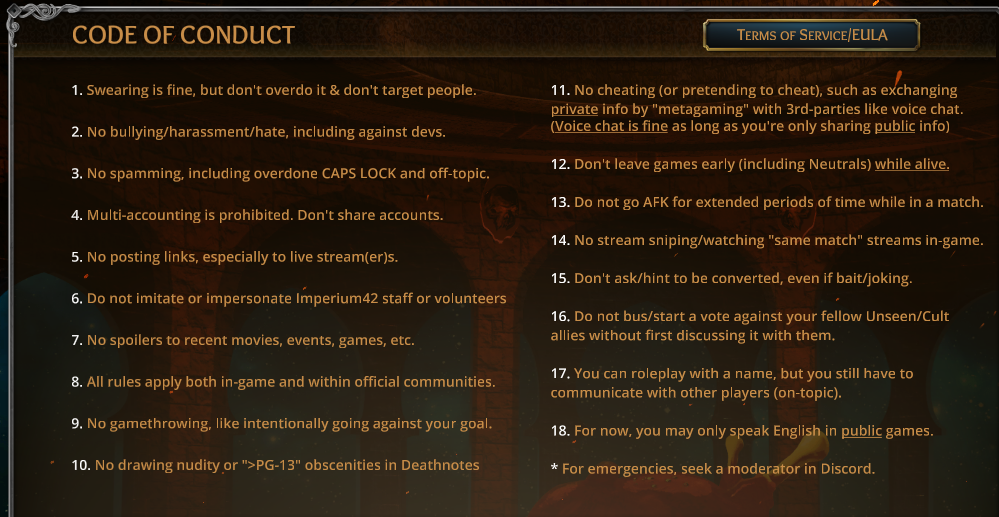 CODE OF CONDUCT
TERMS OF SERVICE/EULA
1. Swearing is fine, but don't overdo it & don't target people.
2. No bullying/harassment/hate, including against devs.
3. No spamming, including overdone CAPS LOCK and off-topic.
4. Multi-accounting is prohibited. Don't share accounts.
5. No posting links, especially to live stream(er)s.
6. Do not imitate or impersonate Imperium42 staff or volunteers
7. No spoilers to recent movies, events, games, etc.
8. All rules apply both in-game and within official communities.
9. No gamethrowing, like intentionally going against your goal.
10. No drawing nudity or ">PG-13" obscenities in Deathnotes
11. No cheating (or pretending to cheat), such as exchanging
private info by "metagaming" with 3rd-parties like voice chat.
(Voice chat is fine as long as you're only sharing public info)
12. Don't leave games early (including Neutrals) while alive.
13. Do not go AFK for extended periods of time while in a match.
14. No stream sniping/watching "same match" streams in-game.
15. Don't ask/hint to be converted, even if bait/joking.
16. Do not bus/start a vote against your fellow Unseen/Cult
allies without first discussing it with them.
17. You can roleplay with a name, but you still have to
communicate with other players (on-topic).
18. For now, you may only speak English in public games.
* For emergencies, seek a moderator in Discord.